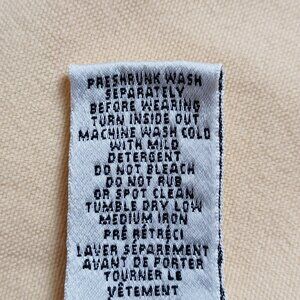 PRESHRUNK WASH
SEPARATELY
BEFORE WEARING
TURN INSIDE OUT
MACHINE WASH COLD
WITH MILD
DETERGENT
DO NOT BLEACH
DO NOT RUB
OR SPOT CLEAN
TUMBLE DRY LOW
MEDIUM IRON
PRÉ RÉTRÉCI
LAVER SÉPARÉMENT
AVANT DE PORTER
TOURNER LE
VÊTEMENT